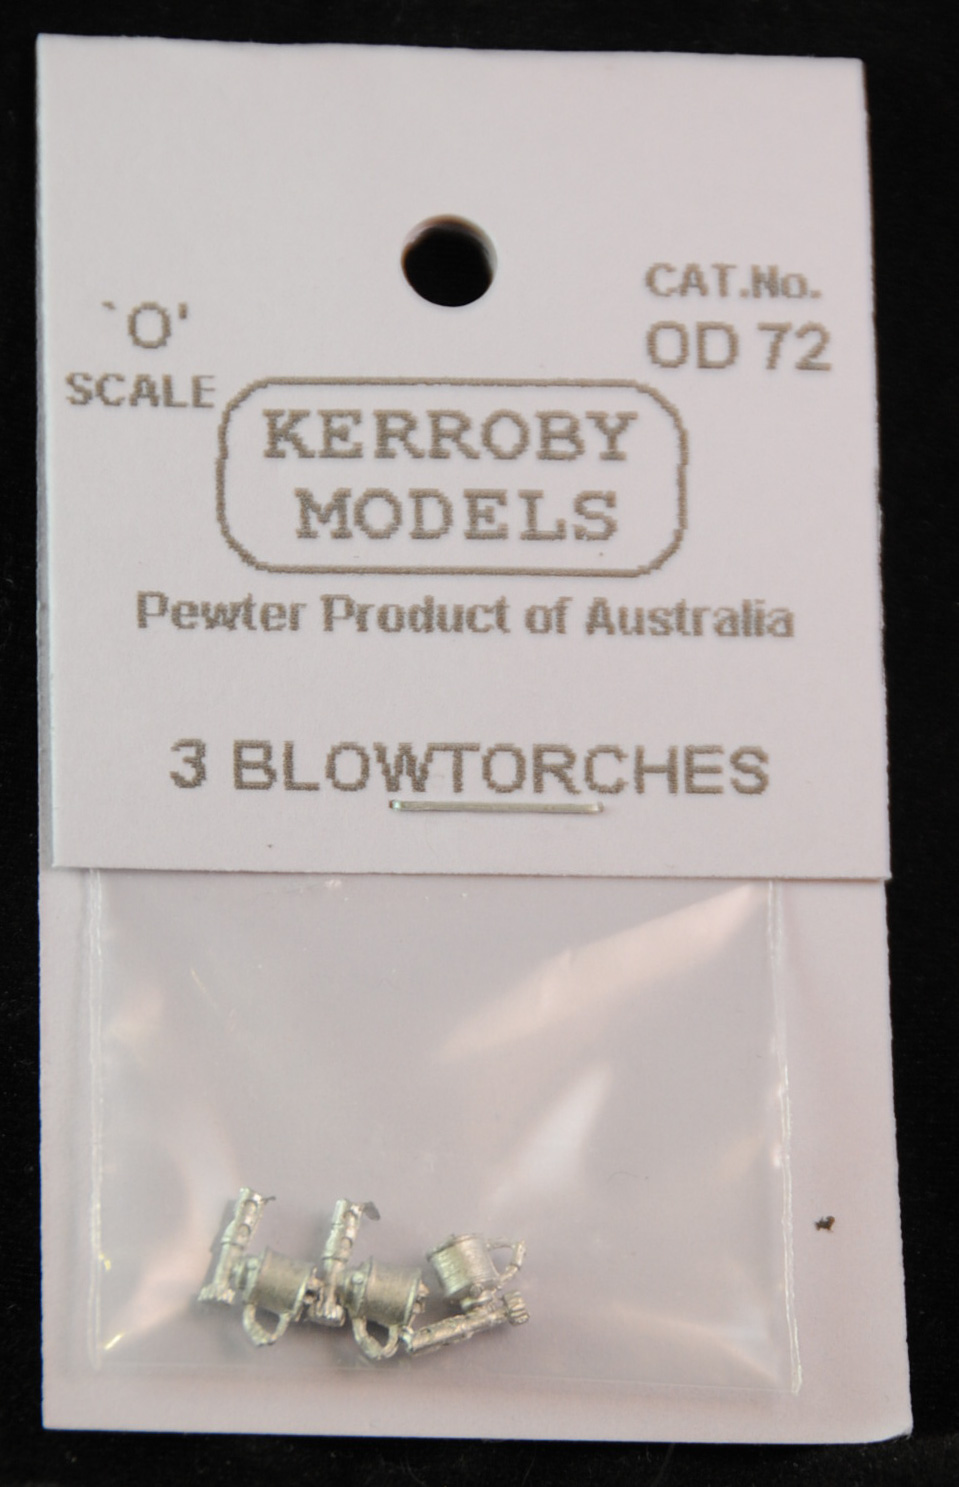 `O'
SCALE
CAT.No.
OD 72
KERROBY
MODELS
Pewter Product of Australia
3 BLOWTORCHES